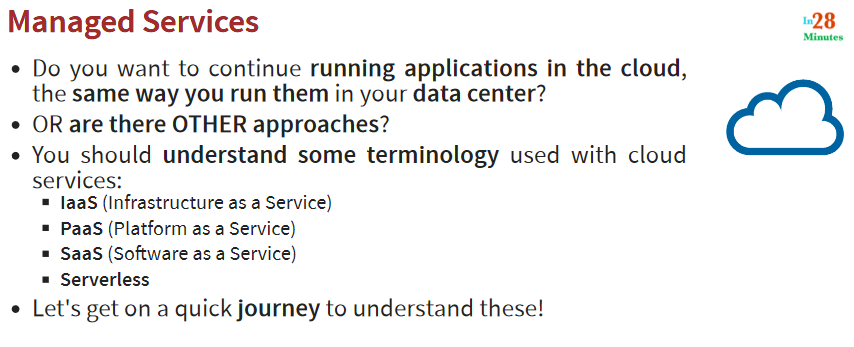 Managed Services
In28
Minutes
Do you want to continue running applications in the cloud,
the same way you run them in your data center?
OR are there OTHER approaches?
You should understand some terminology used with cloud
services:
IaaS (Infrastructure as a Service)
PaaS (Platform as a Service)
SaaS (Software as a Service)
Serverless
Let's get on a quick journey to understand these!